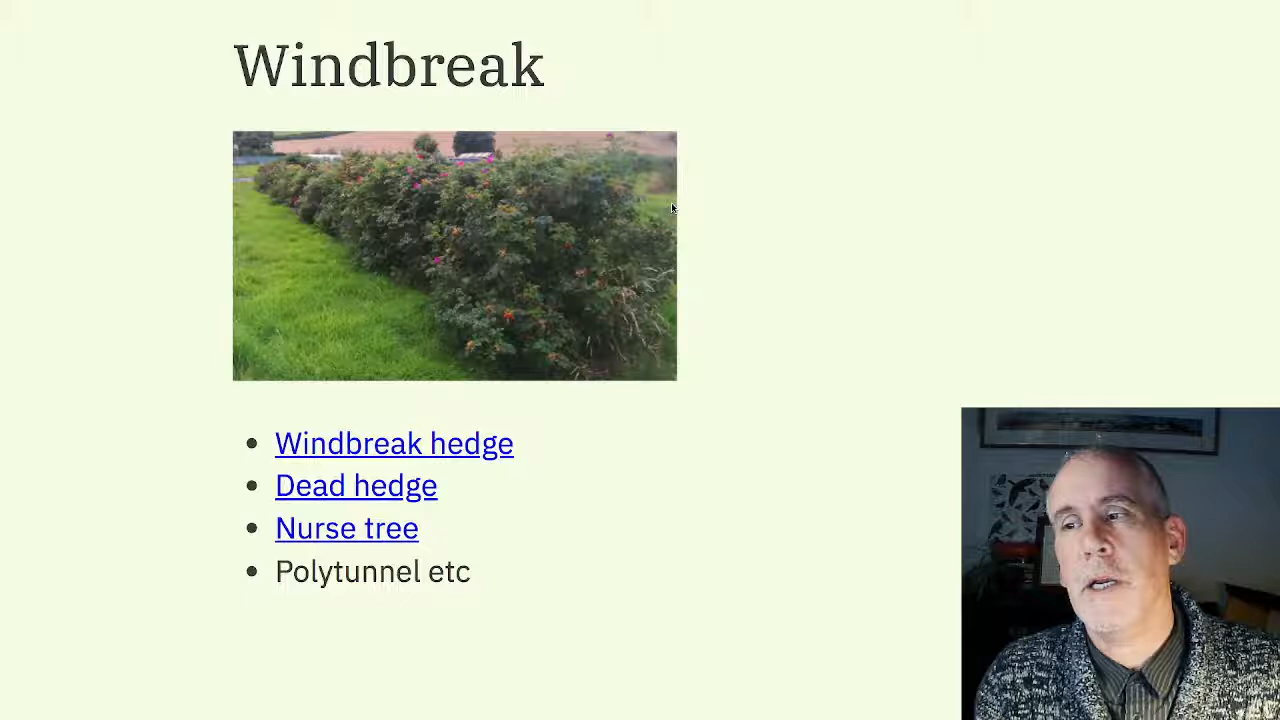 Windbreak
Windbreak hedge
Dead hedge
Nurse tree
Polytunnel etc